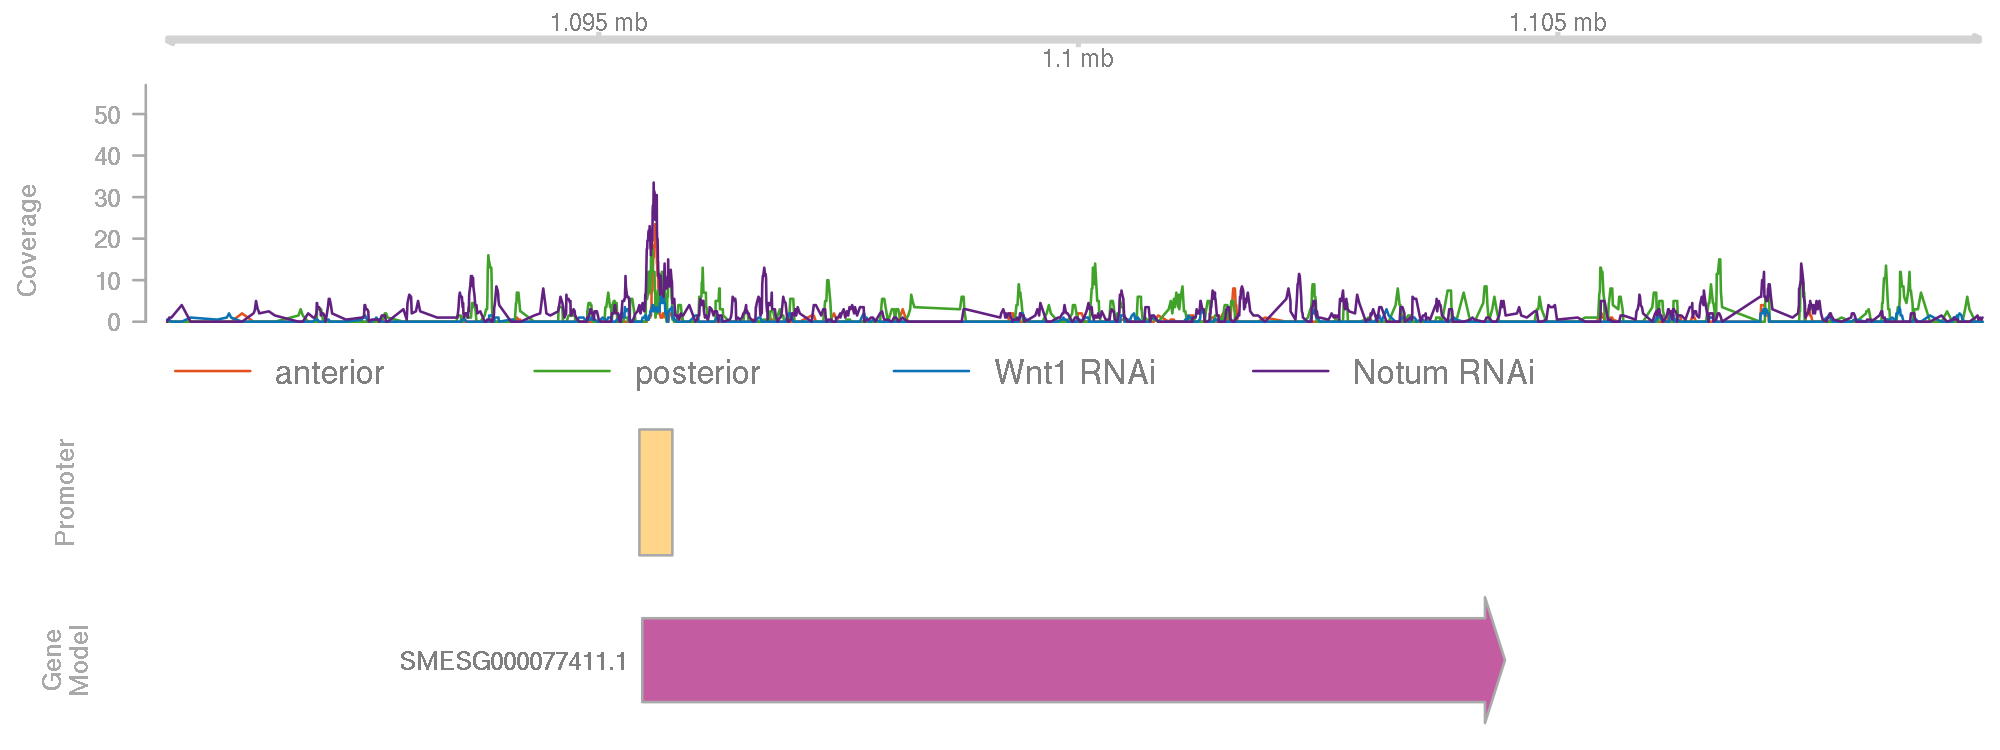 1.095 mb
1.105 mb
1.1 mb
Coverage
50
40
30
20
10
0
anterior posterior Wnt1 RNAi Notum RNAi
Promoter
Gene
Model
SMESG000077411.1